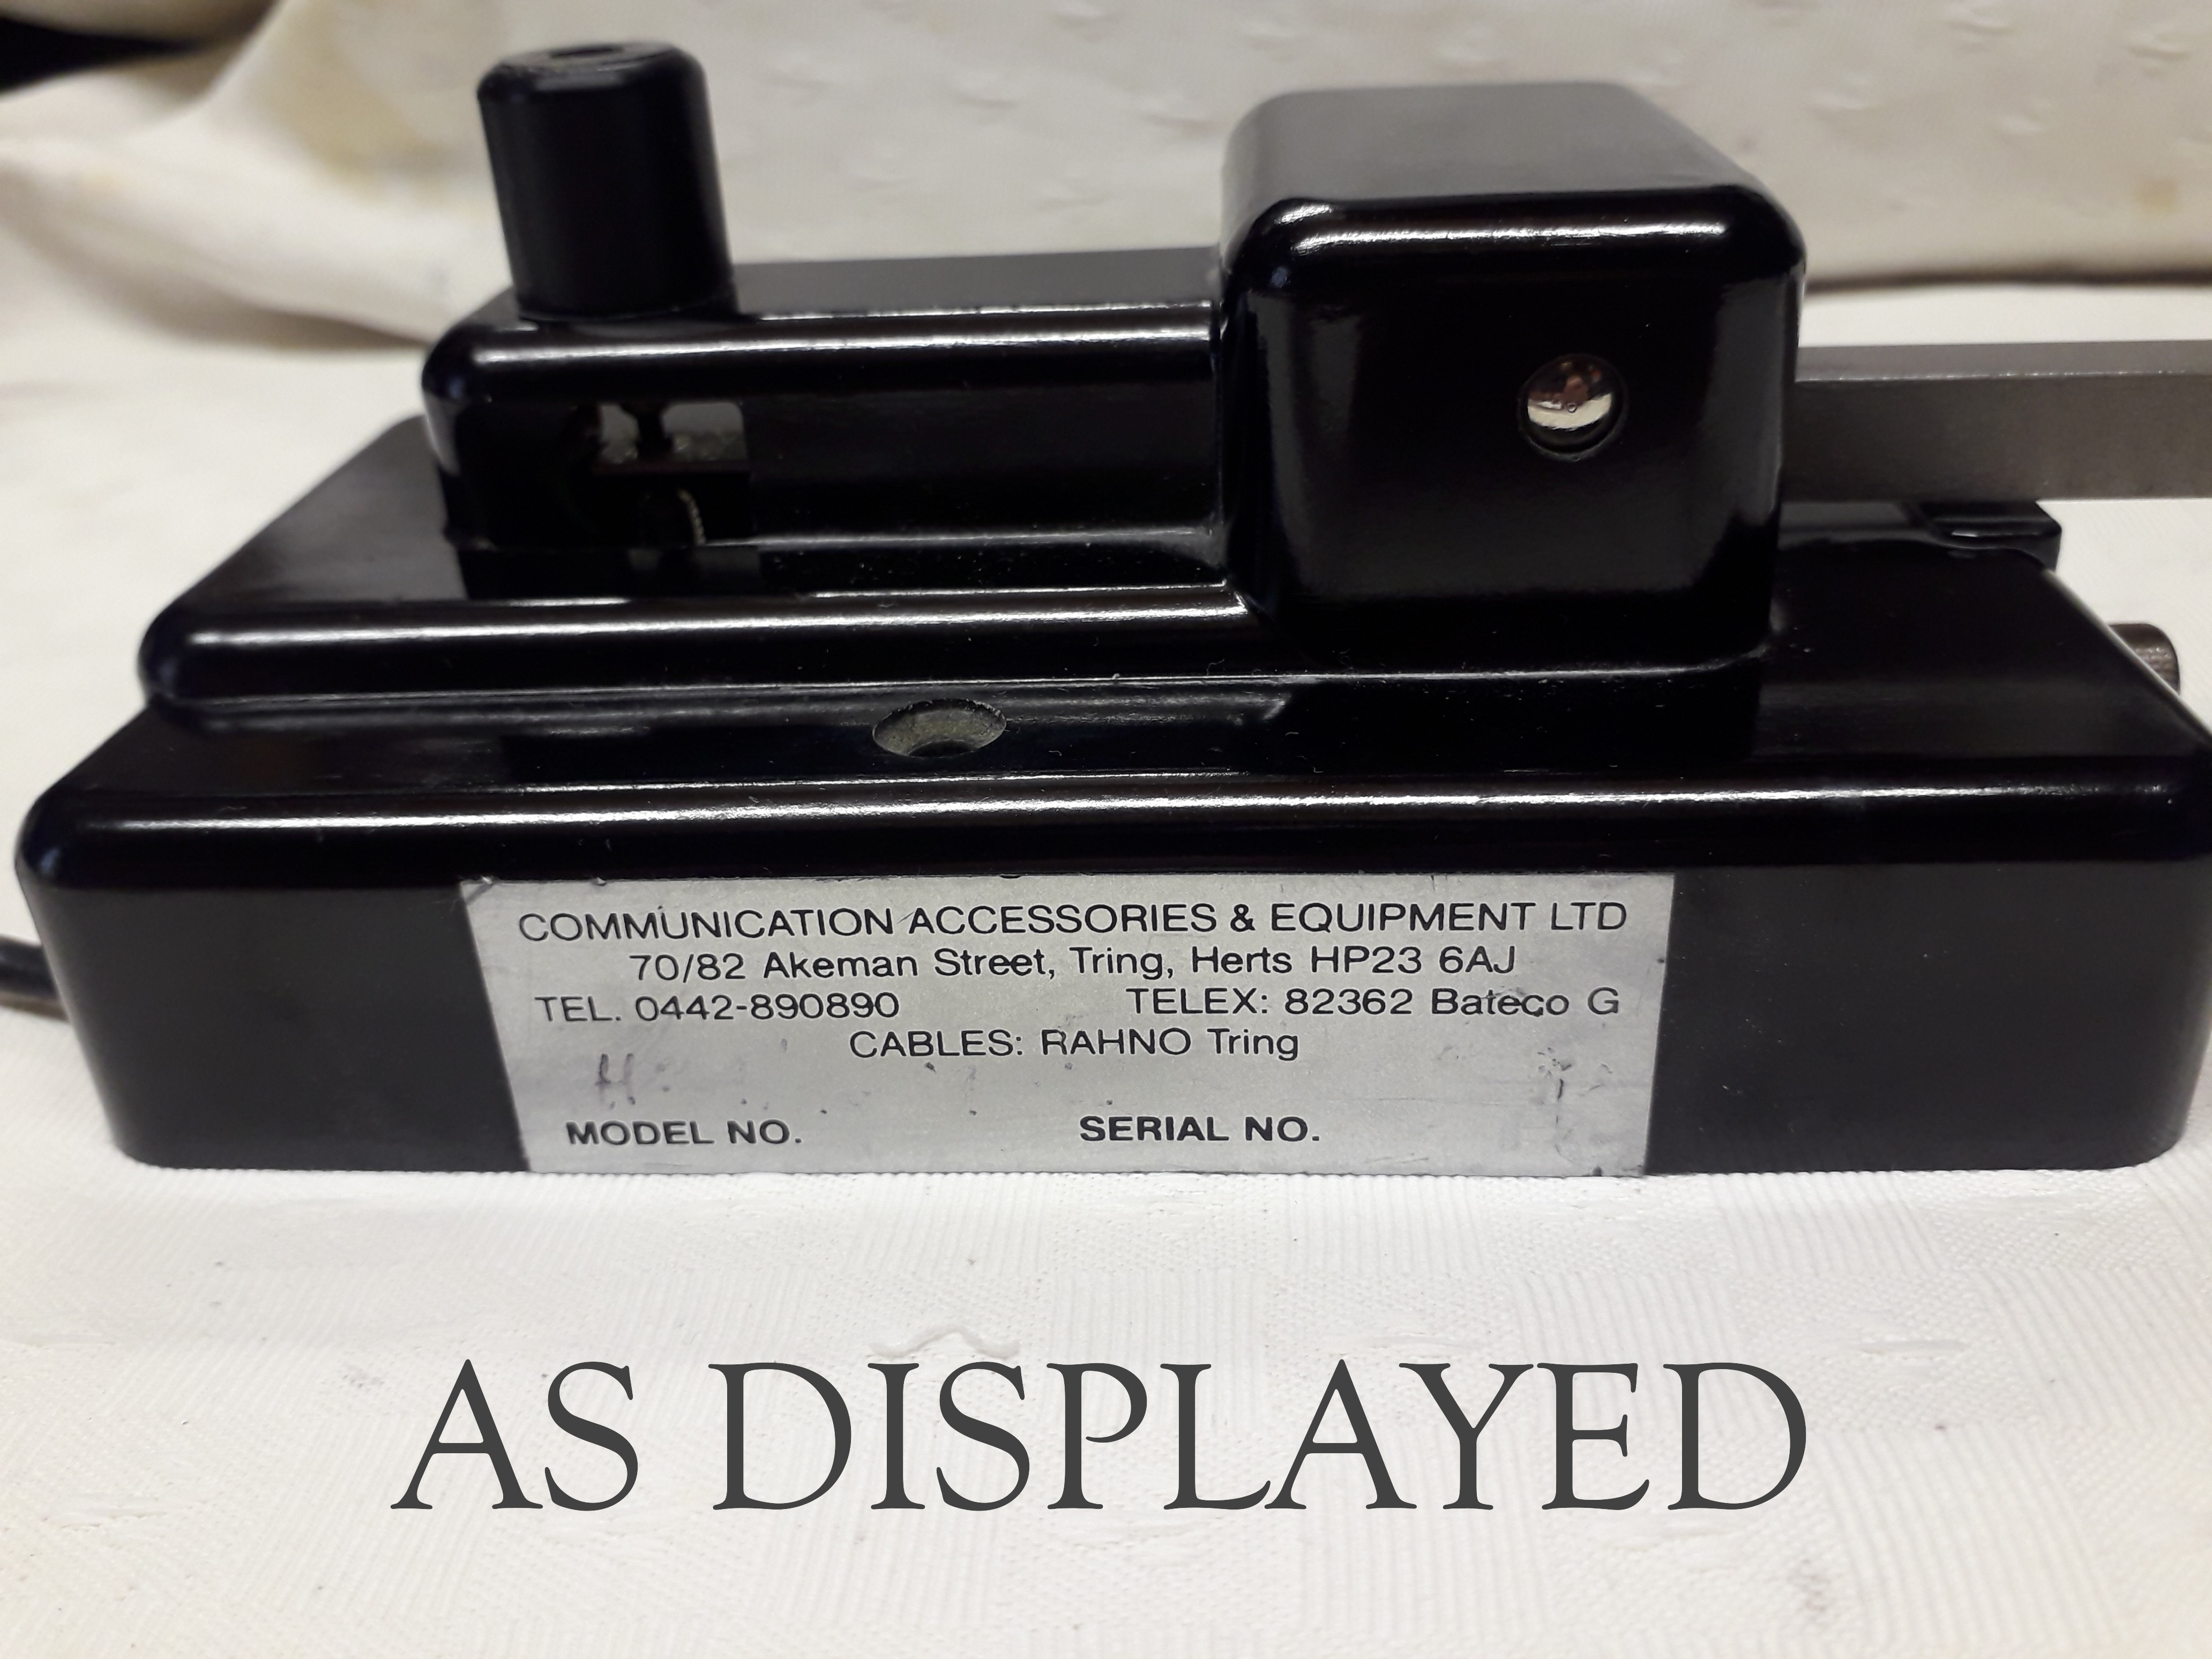 COMMUNICATION ACCESSORIES & EQUIPMENT LTD
70/82 Akeman Street, Tring, Herts HP23 6AJ
TEL. 0442-890890 TELEX: 82362 Bateco G
CABLES: RAHNO Tring
MODEL NO. SERIAL NO.
AS DISPLAYED